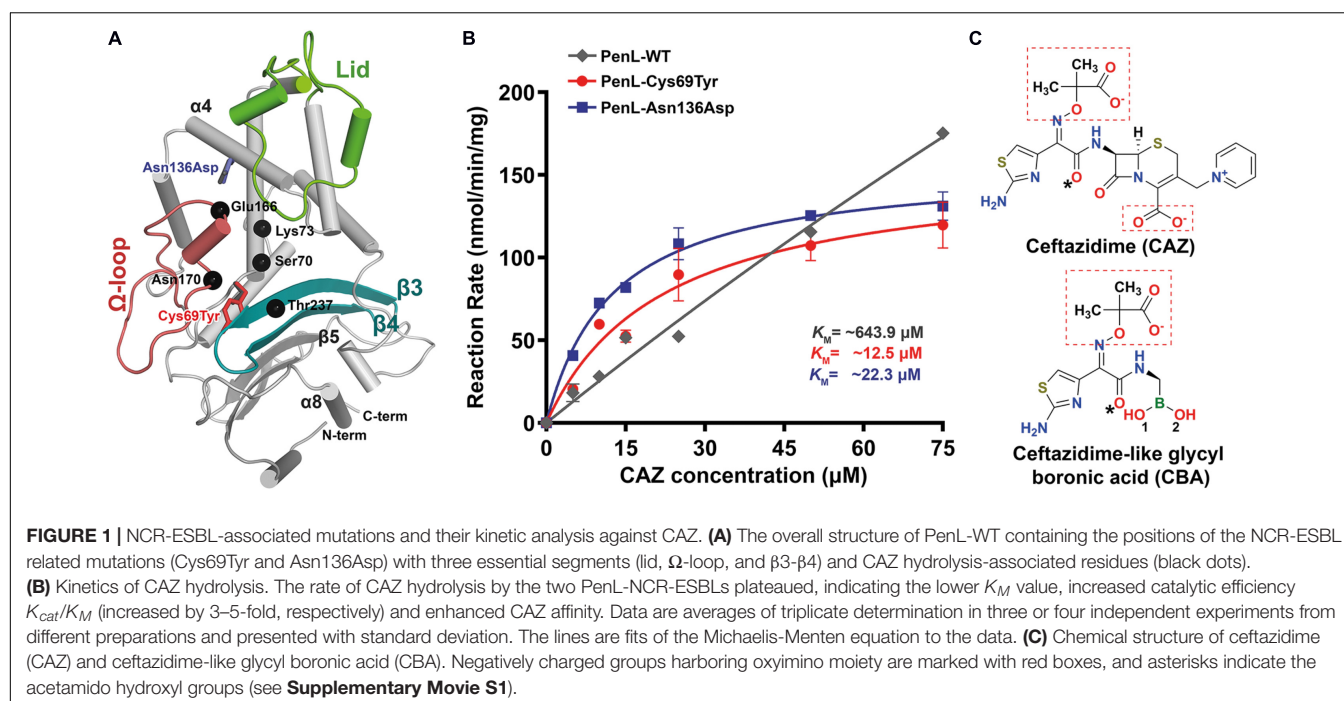 A
Lid
α4
Asn136Asp
Glu166
Lys73
Ser70
Asn170
Ω-loop
Cys69Tyr
Thr237
β3
β4
β5
α8
C-term
N-term
B
PenL-WT
PenL-Cys69Tyr
PenL-Asn136Asp
Reaction Rate (nmol/min/mg)
200
150
100
50
0
0 15 30 45 60 75
CAZ concentration (µM)
KM = ~643.9 µM
KM= ~12.5 µM
KM = ~22.3 µM
C
CH3 O
H3C O-
O
N
H H
N S
S
N O N N+
* O
H2N O O-
Ceftazidime (CAZ)
CH3 O
H3C O-
O
N
H
N
S
N O B
* HO OH
H2N 1 2
Ceftazidime-like glycyl
boronic acid (CBA)
FIGURE 1 | NCR-ESBL-associated mutations and their kinetic analysis against CAZ. (A) The overall structure of PenL-WT containing the positions of the NCR-ESBL
related mutations (Cys69Tyr and Asn136Asp) with three essential segments (lid, Ω-loop, and β3-β4) and CAZ hydrolysis-associated residues (black dots).
(B) Kinetics of CAZ hydrolysis. The rate of CAZ hydrolysis by the two PenL-NCR-ESBLs plateaued, indicating the lower KM value, increased catalytic efficiency
Kcat/KM (increased by 3–5-fold, respectively) and enhanced CAZ affinity. Data are averages of triplicate determination in three or four independent experiments from
different preparations and presented with standard deviation. The lines are fits of the Michaelis-Menten equation to the data. (C) Chemical structure of ceftazidime
(CAZ) and ceftazidime-like glycyl boronic acid (CBA). Negatively charged groups harboring oxyimino moiety are marked with red boxes, and asterisks indicate the
acetamido hydroxyl groups (see Supplementary Movie S1).